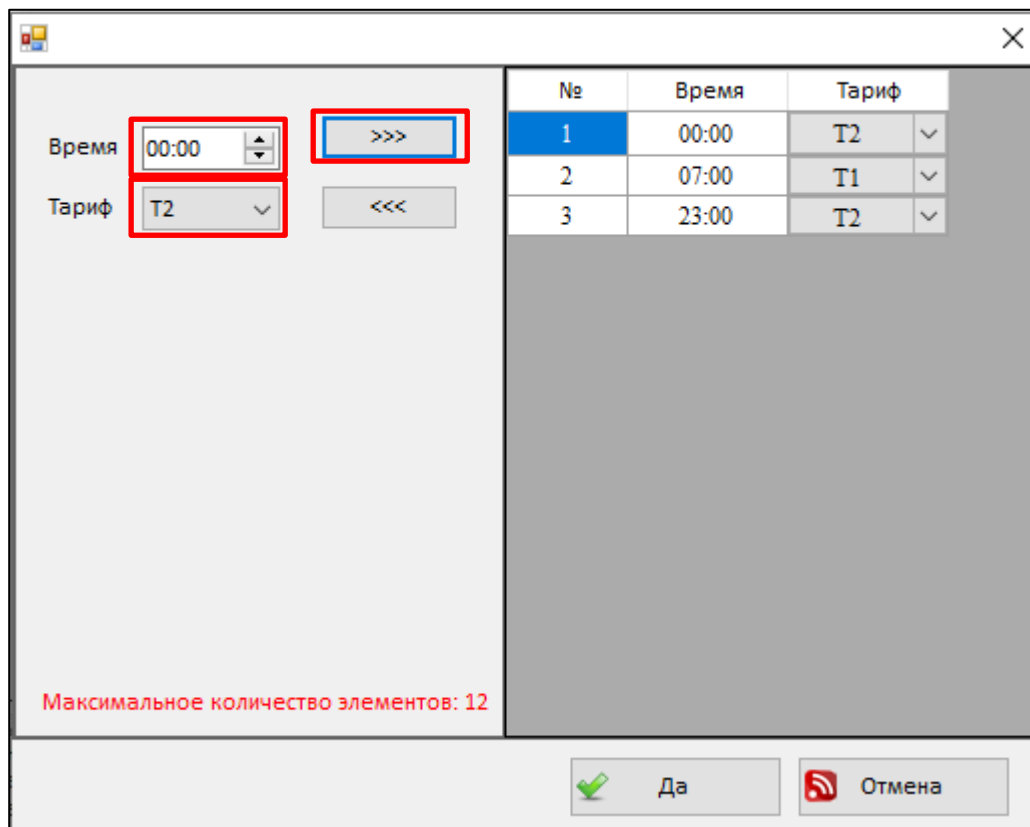 Время 00:00 >>>
Тариф T2 <<<
№ Время Тариф
1 00:00 T2
2 07:00 T1
3 23:00 T2
Максимальное количество элементов: 12
Да Отмена